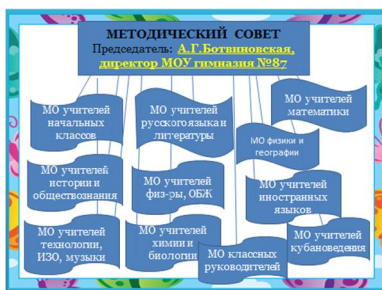 МЕТОДИЧЕСКИЙ СОВЕТ
Председатель: А.Г.Ботвиновская,
директор МОУ гимназия №87
МО учителей
начальных
классов
МО учителей
русского языка и
литературы
МО учителей
математики
МО физики и
географии
МО учителей
истории и
обществознания
МО учителей
физ-ры, ОБЖ
МО учителей
иностранных
языков
МО учителей
технологии,
ИЗО, музыки
МО учителей
химии и
биологии
МО классных
руководителей
МО учителей
кубановедения